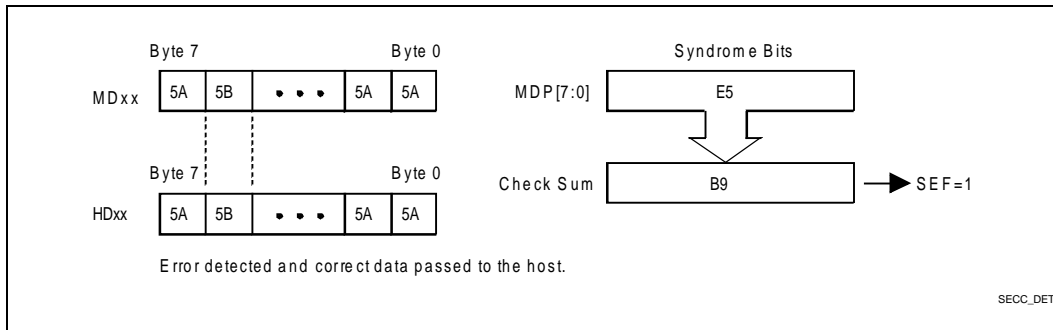 Byte 7 Byte 0
MDxx 5A 5B • • • 5A 5A
Byte 7 Byte 0
HDxx 5A 5B • • • 5A 5A
Error detected and correct data passed to the host.
Syndrome Bits
MDP[7:0] E5
Check Sum B9 SEF=1
SECC_DET